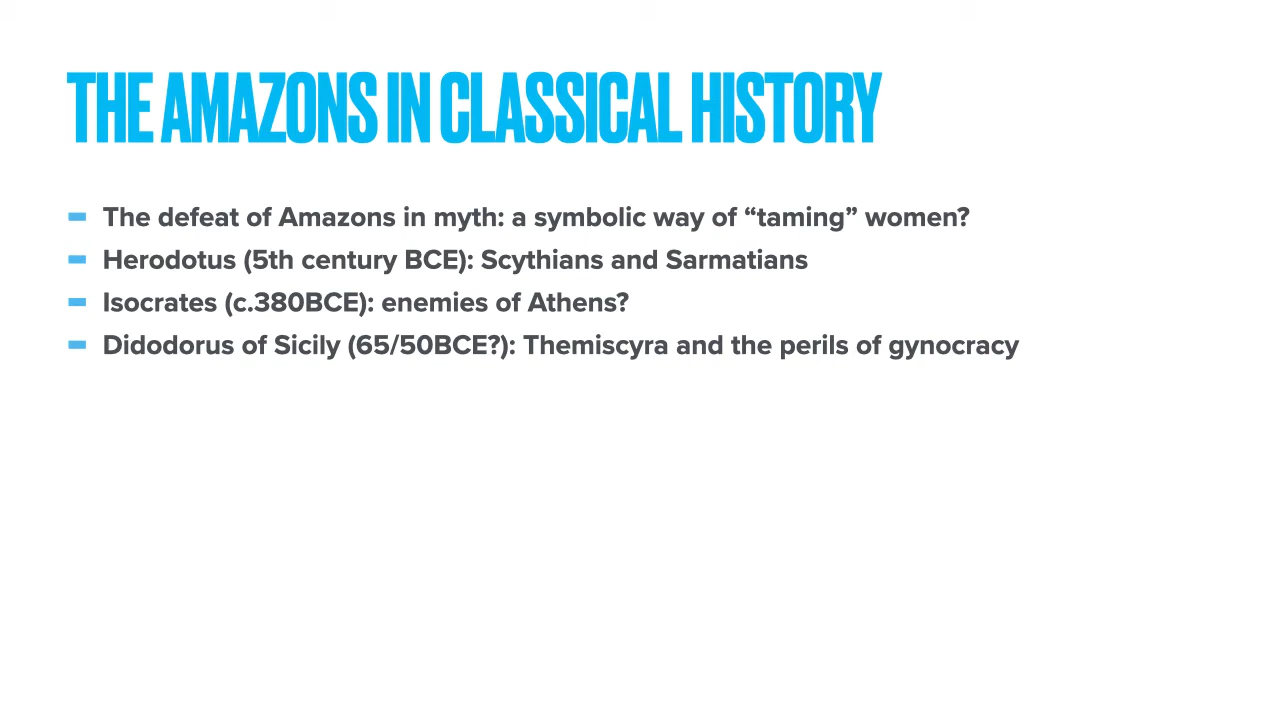 THE AMAZONS IN CLASSICAL HISTORY
The defeat of Amazons in myth: a symbolic way of “taming” women?
Herodotus (5th century BCE): Scythians and Sarmatians
Isocrates (c.380BCE): enemies of Athens?
Didodorus of Sicily (65/50BCE?): Themiscyra and the perils of gynocracy